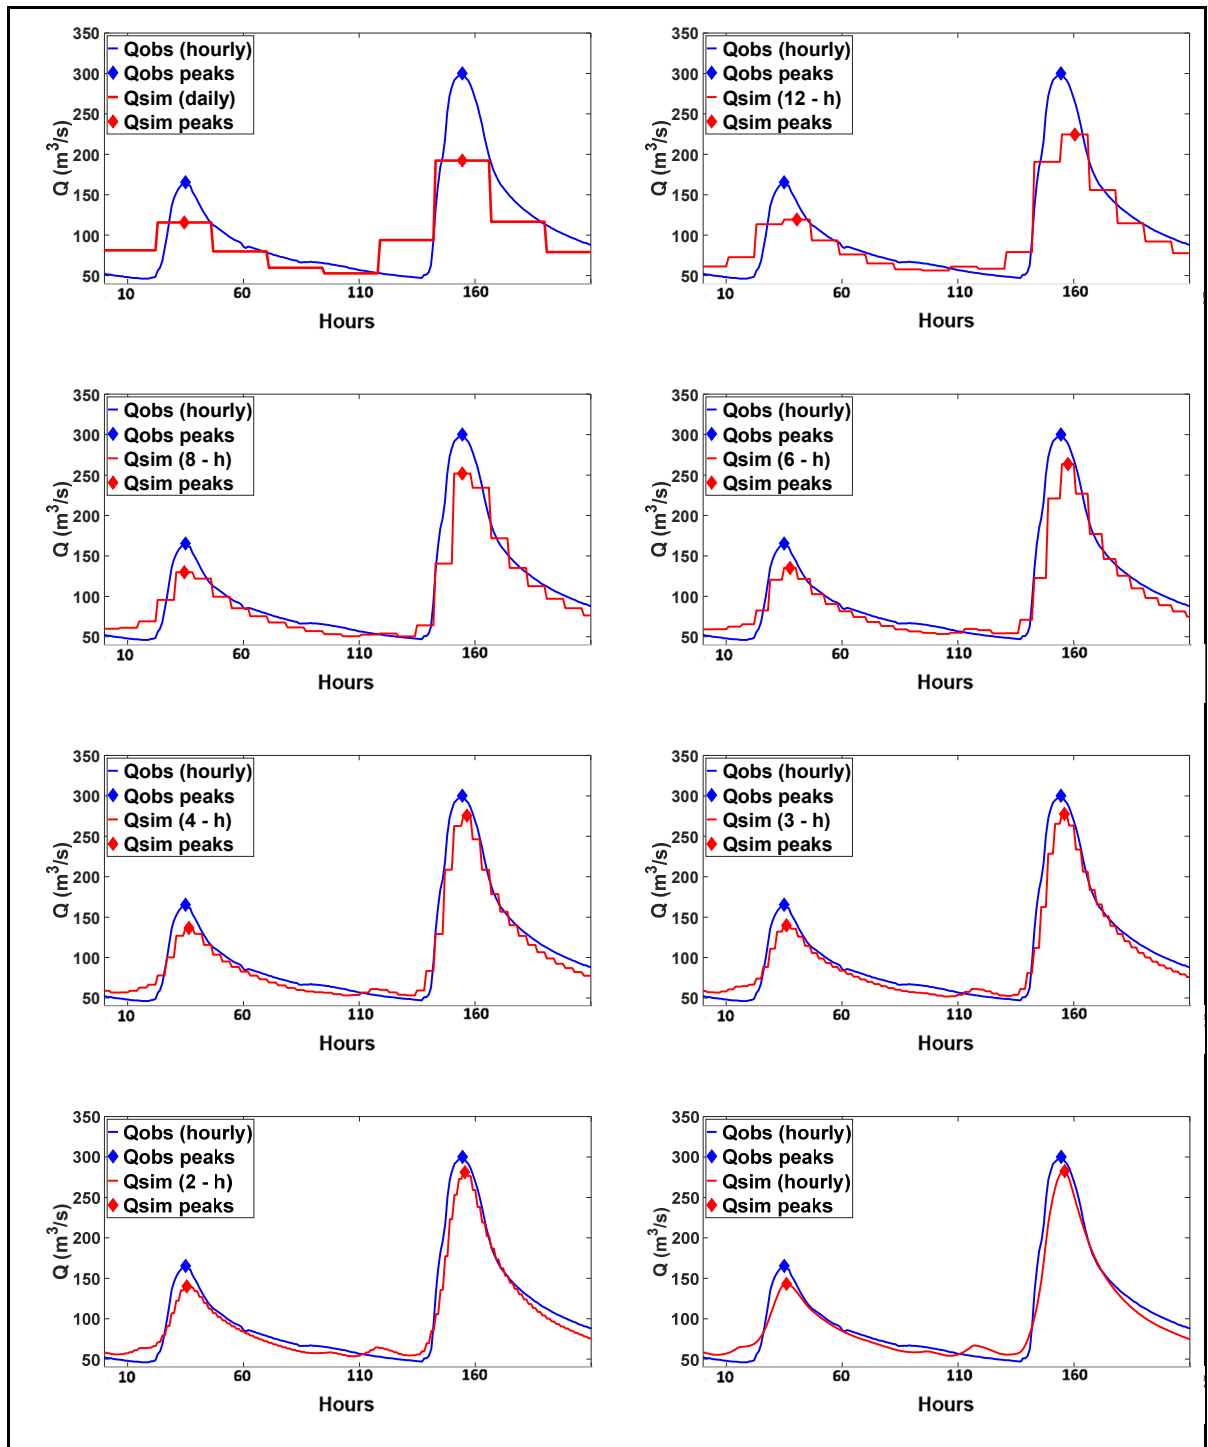 350
300
250
200
150
100
50
Q (m³/s)
Qobs (hourly)
Qobs peaks
Qsim (daily)
Qsim peaks
10 60 110 160
Hours
350
300
250
200
150
100
50
Q (m³/s)
Qobs (hourly)
Qobs peaks
Qsim (12 - h)
Qsim peaks
10 60 110 160
Hours
350
300
250
200
150
100
50
Q (m³/s)
Qobs (hourly)
Qobs peaks
Qsim (8 - h)
Qsim peaks
10 60 110 160
Hours
350
300
250
200
150
100
50
Q (m³/s)
Qobs (hourly)
Qobs peaks
Qsim (6 - h)
Qsim peaks
10 60 110 160
Hours
350
300
250
200
150
100
50
Q (m³/s)
Qobs (hourly)
Qobs peaks
Qsim (4 - h)
Qsim peaks
10 60 110 160
Hours
350
300
250
200
150
100
50
Q (m³/s)
Qobs (hourly)
Qobs peaks
Qsim (3 - h)
Qsim peaks
10 60 110 160
Hours
350
300
250
200
150
100
50
Q (m³/s)
Qobs (hourly)
Qobs peaks
Qsim (2 - h)
Qsim peaks
10 60 110 160
Hours
350
300
250
200
150
100
50
Q (m³/s)
Qobs (hourly)
Qobs peaks
Qsim (hourly)
Qsim peaks
10 60 110 160
Hours